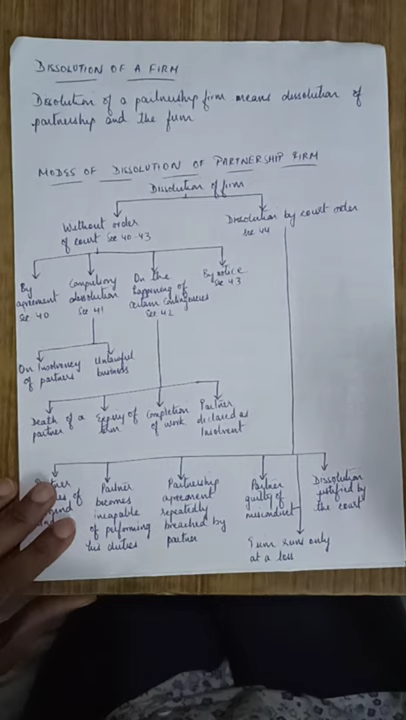 DISSOLUTION OF A FIRM
Dissolution of a partnership firm means dissolution of
partnership and the firm
MODES OF DISSOLUTION OF PARTNERSHIP FIRM
Dissolution of firm
Without order
of court Sec 40-43
Dissolution by court order
Sec 44
By
agreement
Sec 40
Compulsory
dissolution
Sec 41
On the
happening of
certain contingencies
Sec 42
By notice
Sec 43
On Insolvency
of partners
Unlawful
business
Death of a
partner
Expiry of
term
Completion
of work
Partner
declared as
Insolvent
of
Partner
becomes
incapable
of performing
his duties
Partnership
agreement
repeatedly
breached by
partner
Partner
guilty of
misconduct
Firm runs only
at a loss
Dissolution
justified by
the court